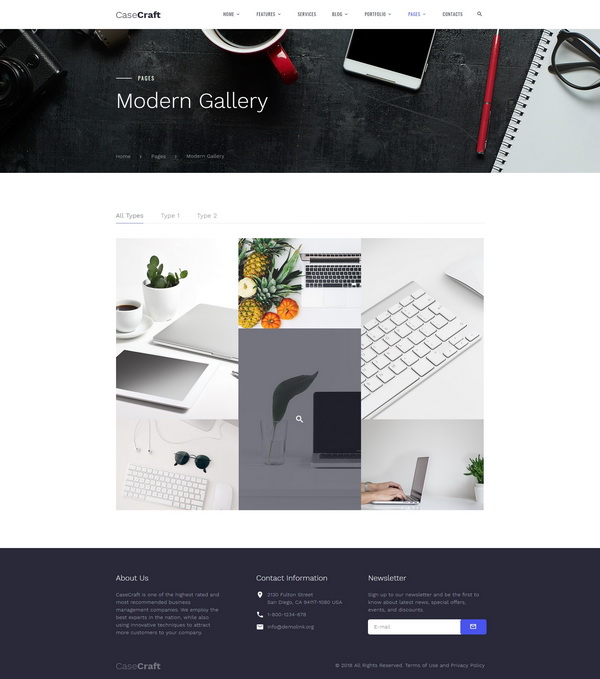 CaseCraft
HOME FEATURES SERVICES BLOG PORTFOLIO PAGES CONTACTS
PAGES
Modern Gallery
Home Pages Modern Gallery
All Types Type 1 Type 2
About Us
CaseCraft is one of the highest rated and
most recommended business
management companies. We employ the
best experts in the nation, while also
using innovative techniques to attract
more customers to your company.
Contact Information
2130 Fulton Street
San Diego, CA 94117-1080 USA
1-800-1234-678
info@demolink.org
Newsletter
Sign up to our newsletter and be the first to
know about latest news, special offers,
events, and discounts.
E-mail
CaseCraft
© 2018 All Rights Reserved. Terms of Use and Privacy Policy